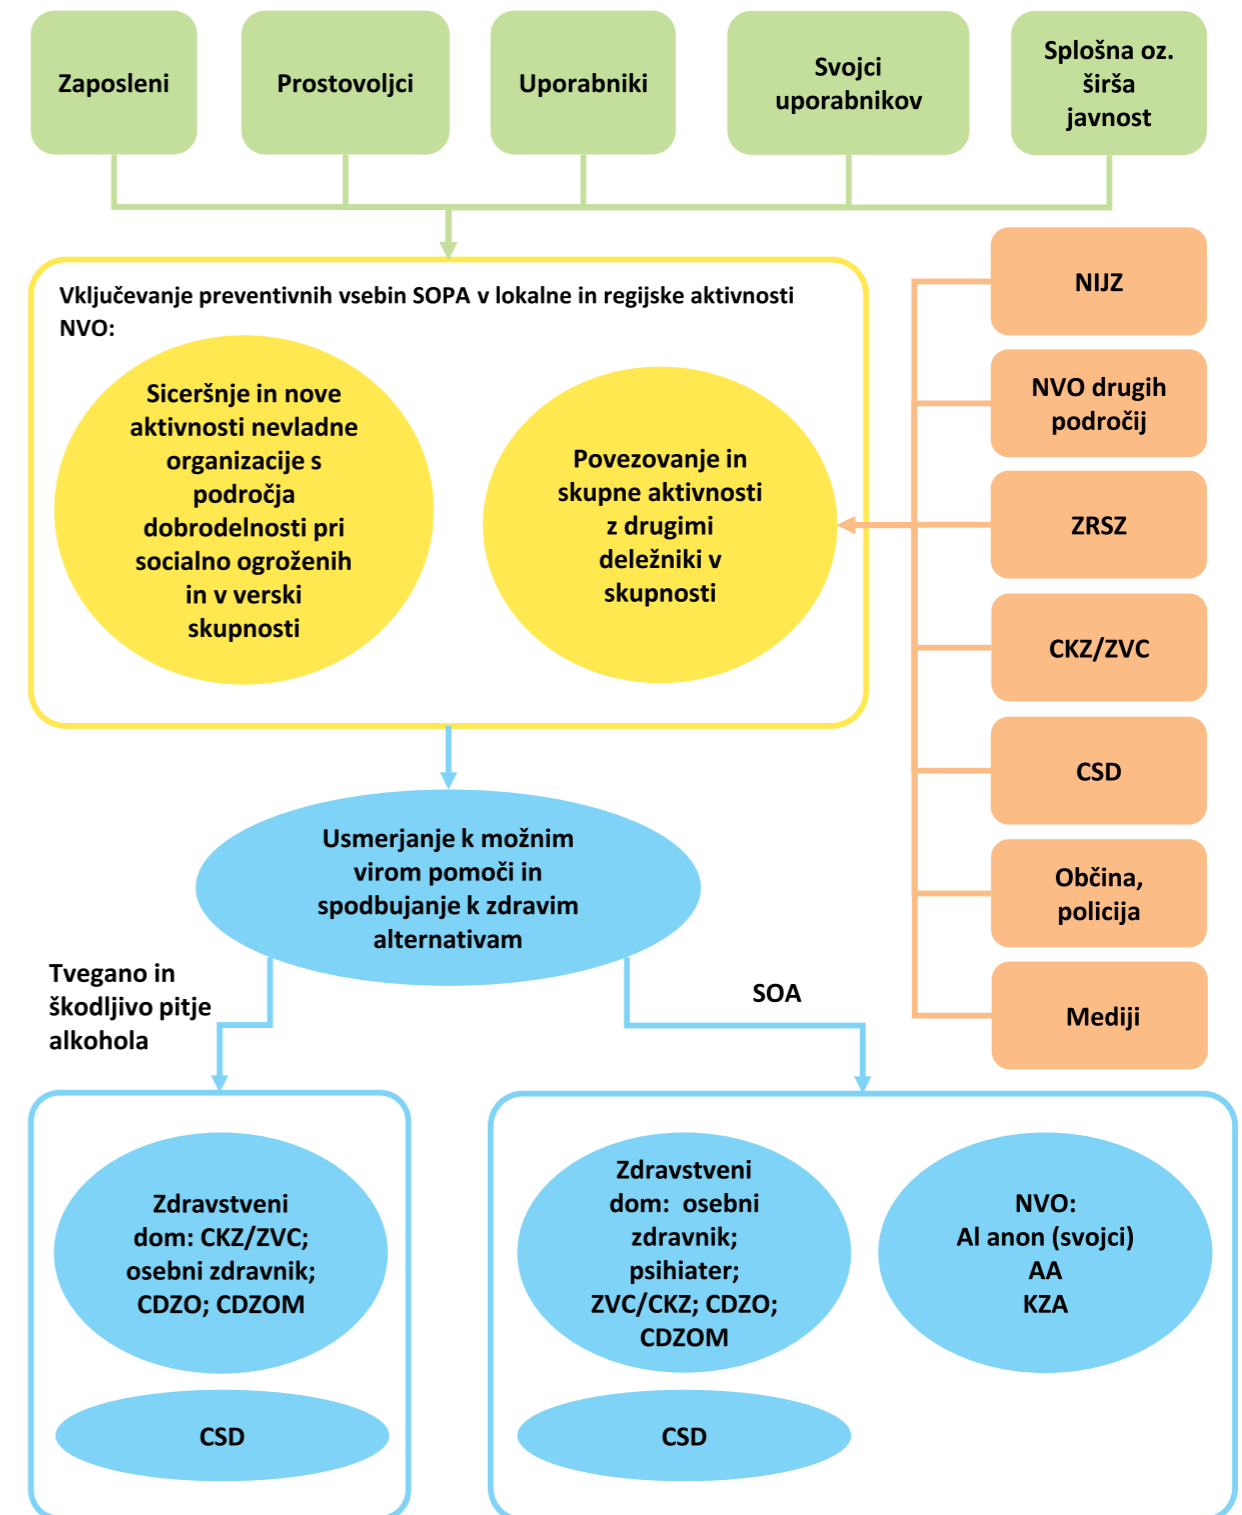 Zaposleni
Prostovoljci
Uporabniki
Svojci
uporabnikov
Splošna oz.
širša
javnost
Vključevanje preventivnih vsebin SOPA v lokalne in regijske aktivnosti
NVO:
Siceršnje in nove
aktivnosti nevladne
organizacije s
področja
dobrodelnosti pri
socialno ogroženih
in v verski
skupnosti
Povezovanje in
skupne aktivnosti
z drugimi
deležniki v
skupnosti
NIJZ
NVO drugih
področij
ZRSZ
CKZ/ZVC
CSD
Občina,
policija
Mediji
Usmerjanje k možnim
virom pomoči in
spodbujanje k zdravim
alternativam
Tvegano in
škodljivo pitje
alkohola
SOA
Zdravstveni
dom: CKZ/ZVC;
osebni zdravnik;
CDZO; CDZOM
CSD
Zdravstveni
dom:  osebni
zdravnik;
psihiater;
ZVC/CKZ; CDZO;
CDZOM
CSD
NVO:
Al anon (svojci)
AA
KZA